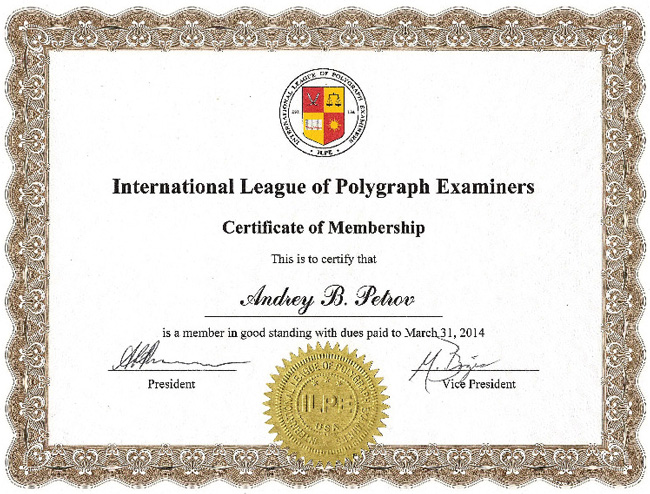 INTERNATIONAL LEAGUE OF POLYGRAPH EXAMINERS
• ILPE •
International League of Polygraph Examiners
Certificate of Membership
This is to certify that
Andrey B. Petrov
is a member in good standing with dues paid to March 31, 2014
President
Vice President
INTERNATIONAL LEAGUE OF POLYGRAPH
ILPE
USA